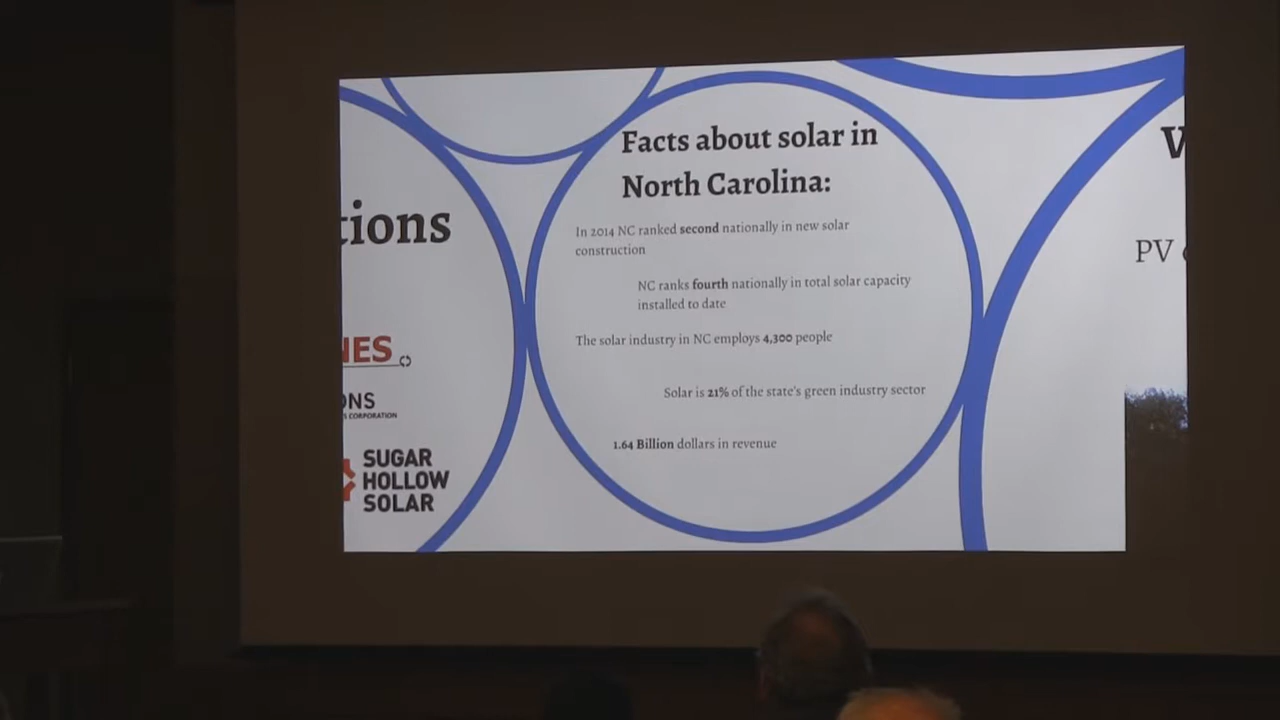 Facts about solar in
North Carolina:
In 2014 NC ranked second nationally in new solar
construction
NC ranks fourth nationally in total solar capacity
installed to date
The solar industry in NC employs 4,300 people
Solar is 21% of the state's green industry sector
1.64 Billion dollars in revenue
tions
NES
ONS
S CORPORATION
SUGAR
HOLLOW
SOLAR
PV